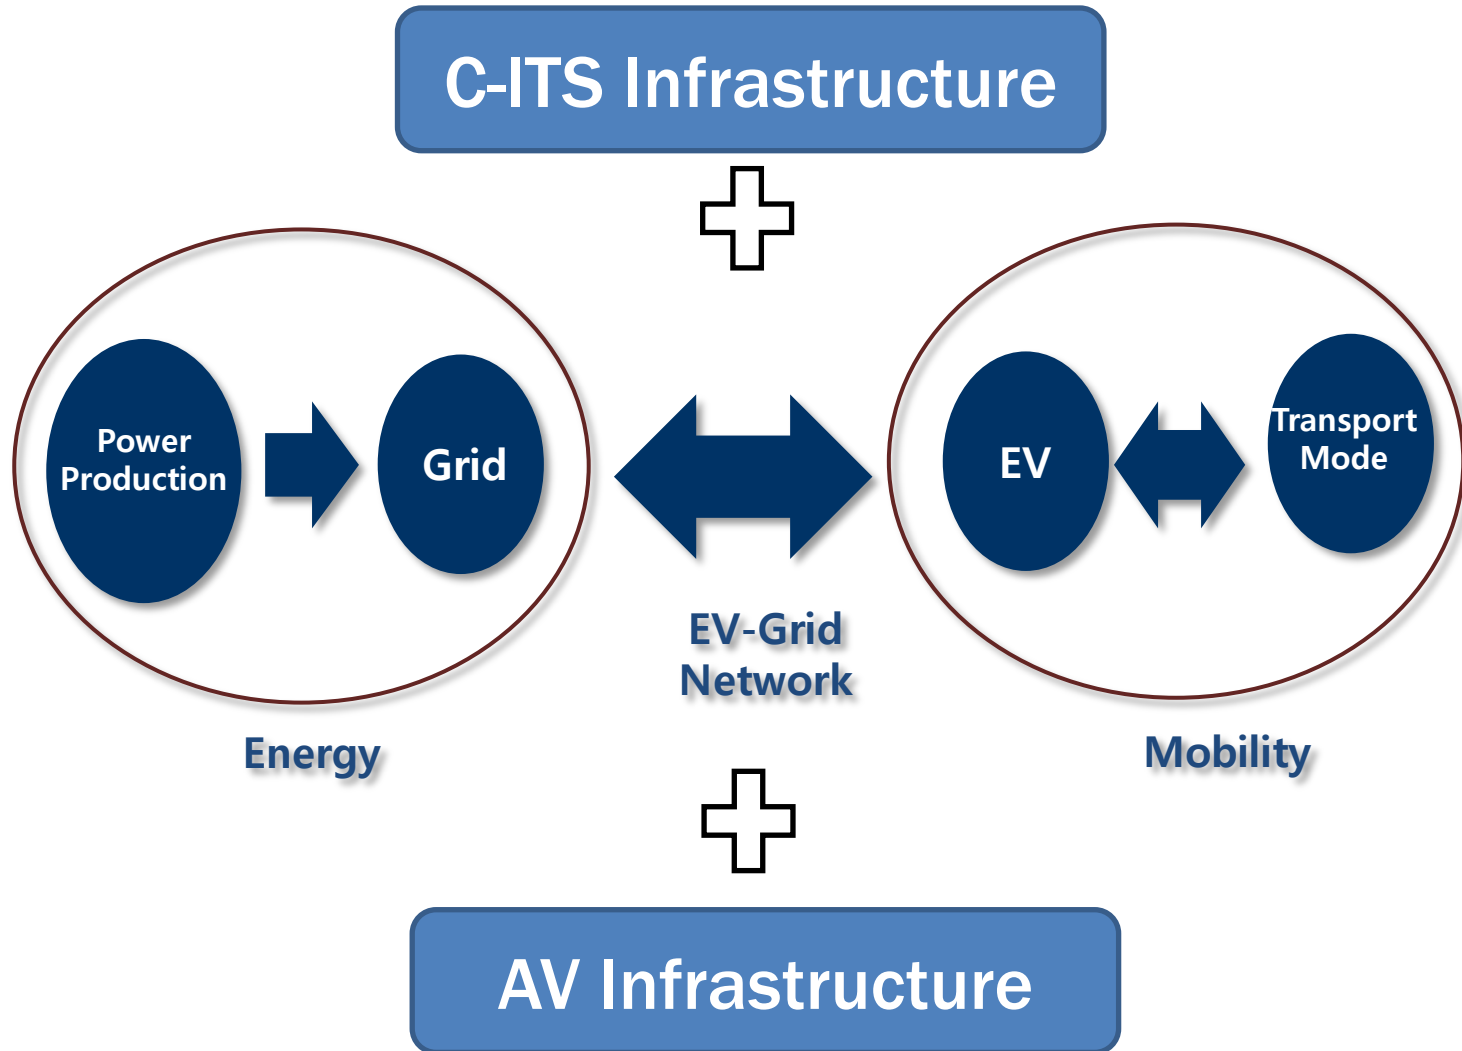 C-ITS Infrastructure
Power
Production
Grid
EV
Transport
Mode
EV-Grid
Network
Energy
Mobility
AV Infrastructure